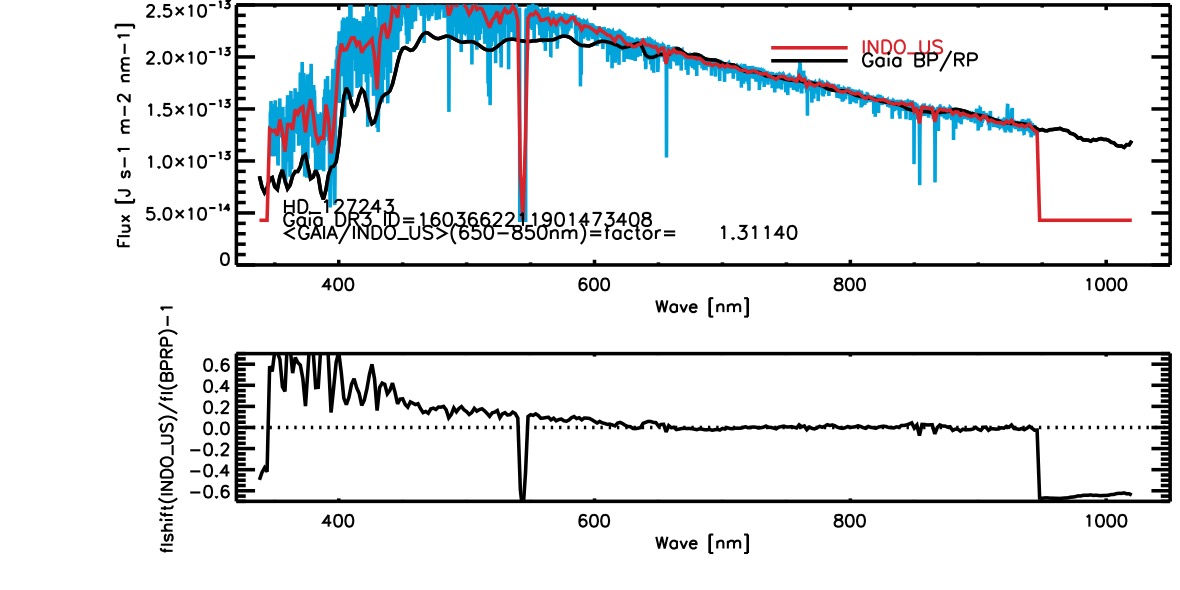 2.5×10−13
2.0×10−13
1.5×10−13
1.0×10−13
5.0×10−14
0
Flux [J s−1 m−2 nm−1]
INDO_US
Gaia BP/RP
HD_127243
Gaia DR3 ID=1603662211901473408
<GAIA/INDO_US>(650−850nm)=factor= 1.31140
400 600 800 1000
Wave [nm]
0.6
0.4
0.2
0.0
−0.2
−0.4
−0.6
flshift(INDO_US)/fl(BPRP)−1
400 600 800 1000
Wave [nm]